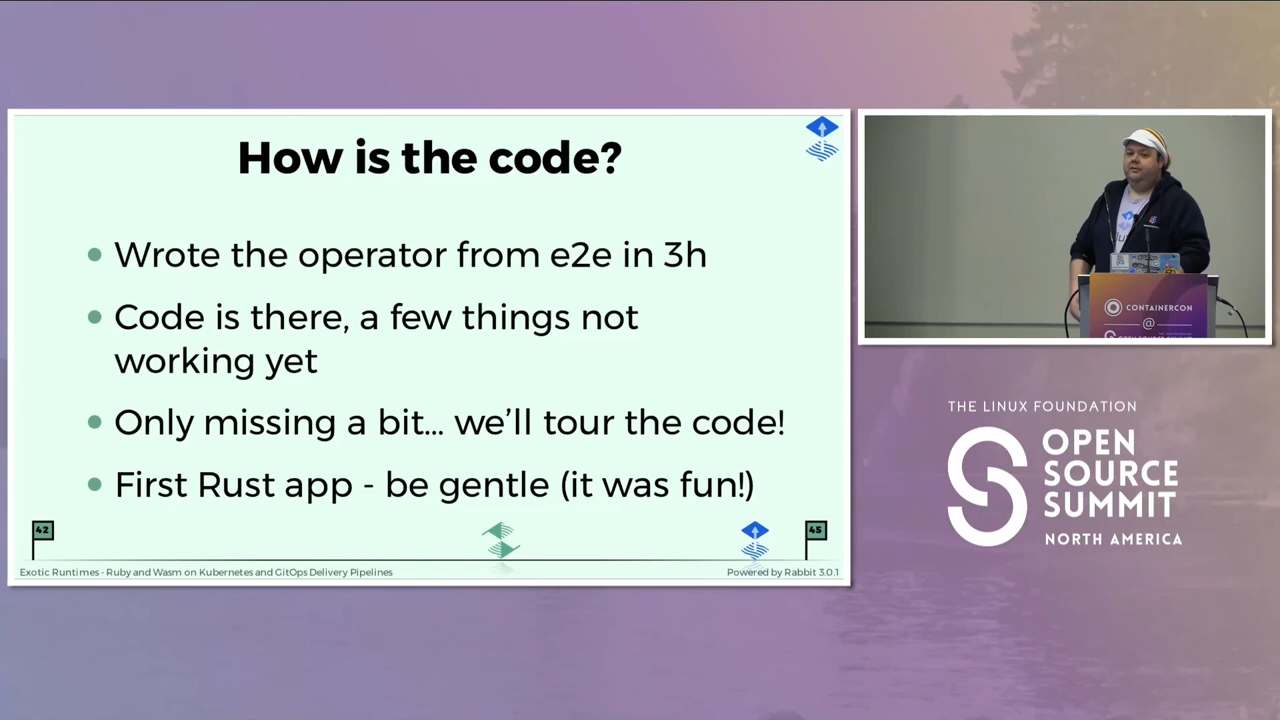 How is the code?
Wrote the operator from e2e in 3h
Code is there, a few things not
working yet
Only missing a bit... we'll tour the code!
First Rust app - be gentle (it was fun!)
42
45
Exotic Runtimes - Ruby and Wasm on Kubernetes and GitOps Delivery Pipelines
Powered by Rabbit 3.0.1
CONTAINERCON
@
THE LINUX FOUNDATION
OPEN
SOURCE
SUMMIT
NORTH AMERICA